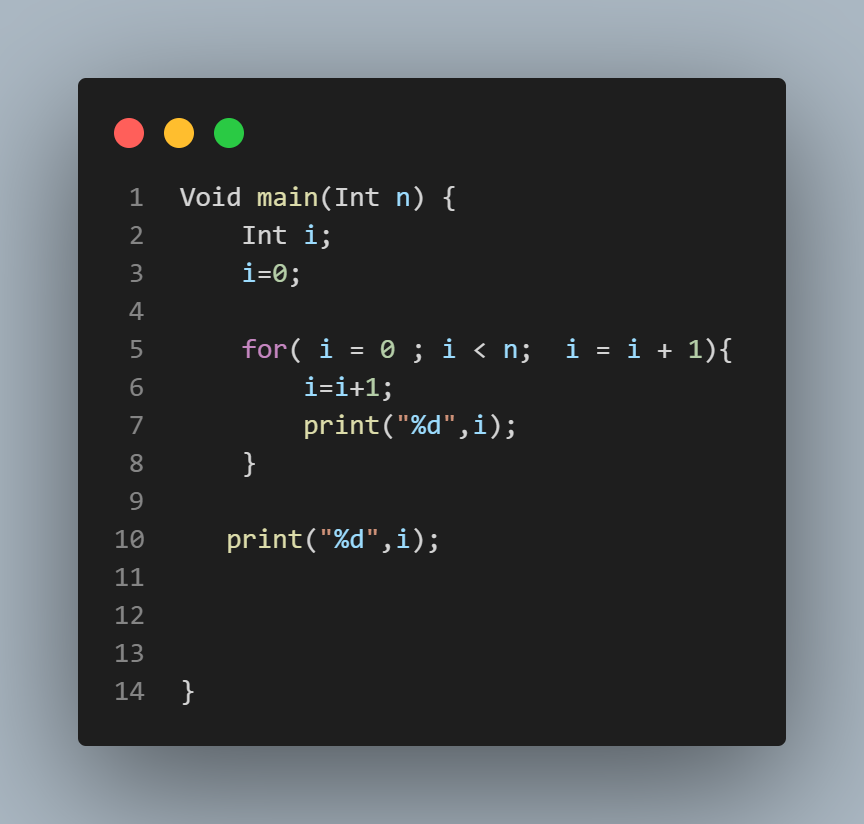 1 Void main(Int n) {
2     Int i;
3     i=0;
4
5     for( i = 0 ; i < n;  i = i + 1){
6         i=i+1;
7         print("%d",i);
8     }
9
10    print("%d",i);
11
12
13
14 }